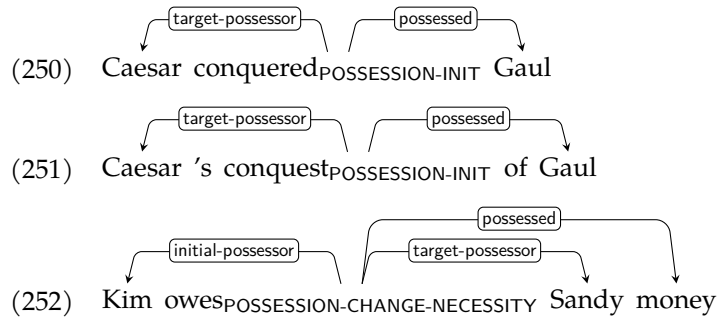 target-possessor possessed
(250) Caesar conqueredPOSSESSION-INIT Gaul
target-possessor possessed
(251) Caesar 's conquestPOSSESSION-INIT of Gaul
possessed
initial-possessor target-possessor
(252) Kim owesPOSSESSION-CHANGE-NECESSITY Sandy money